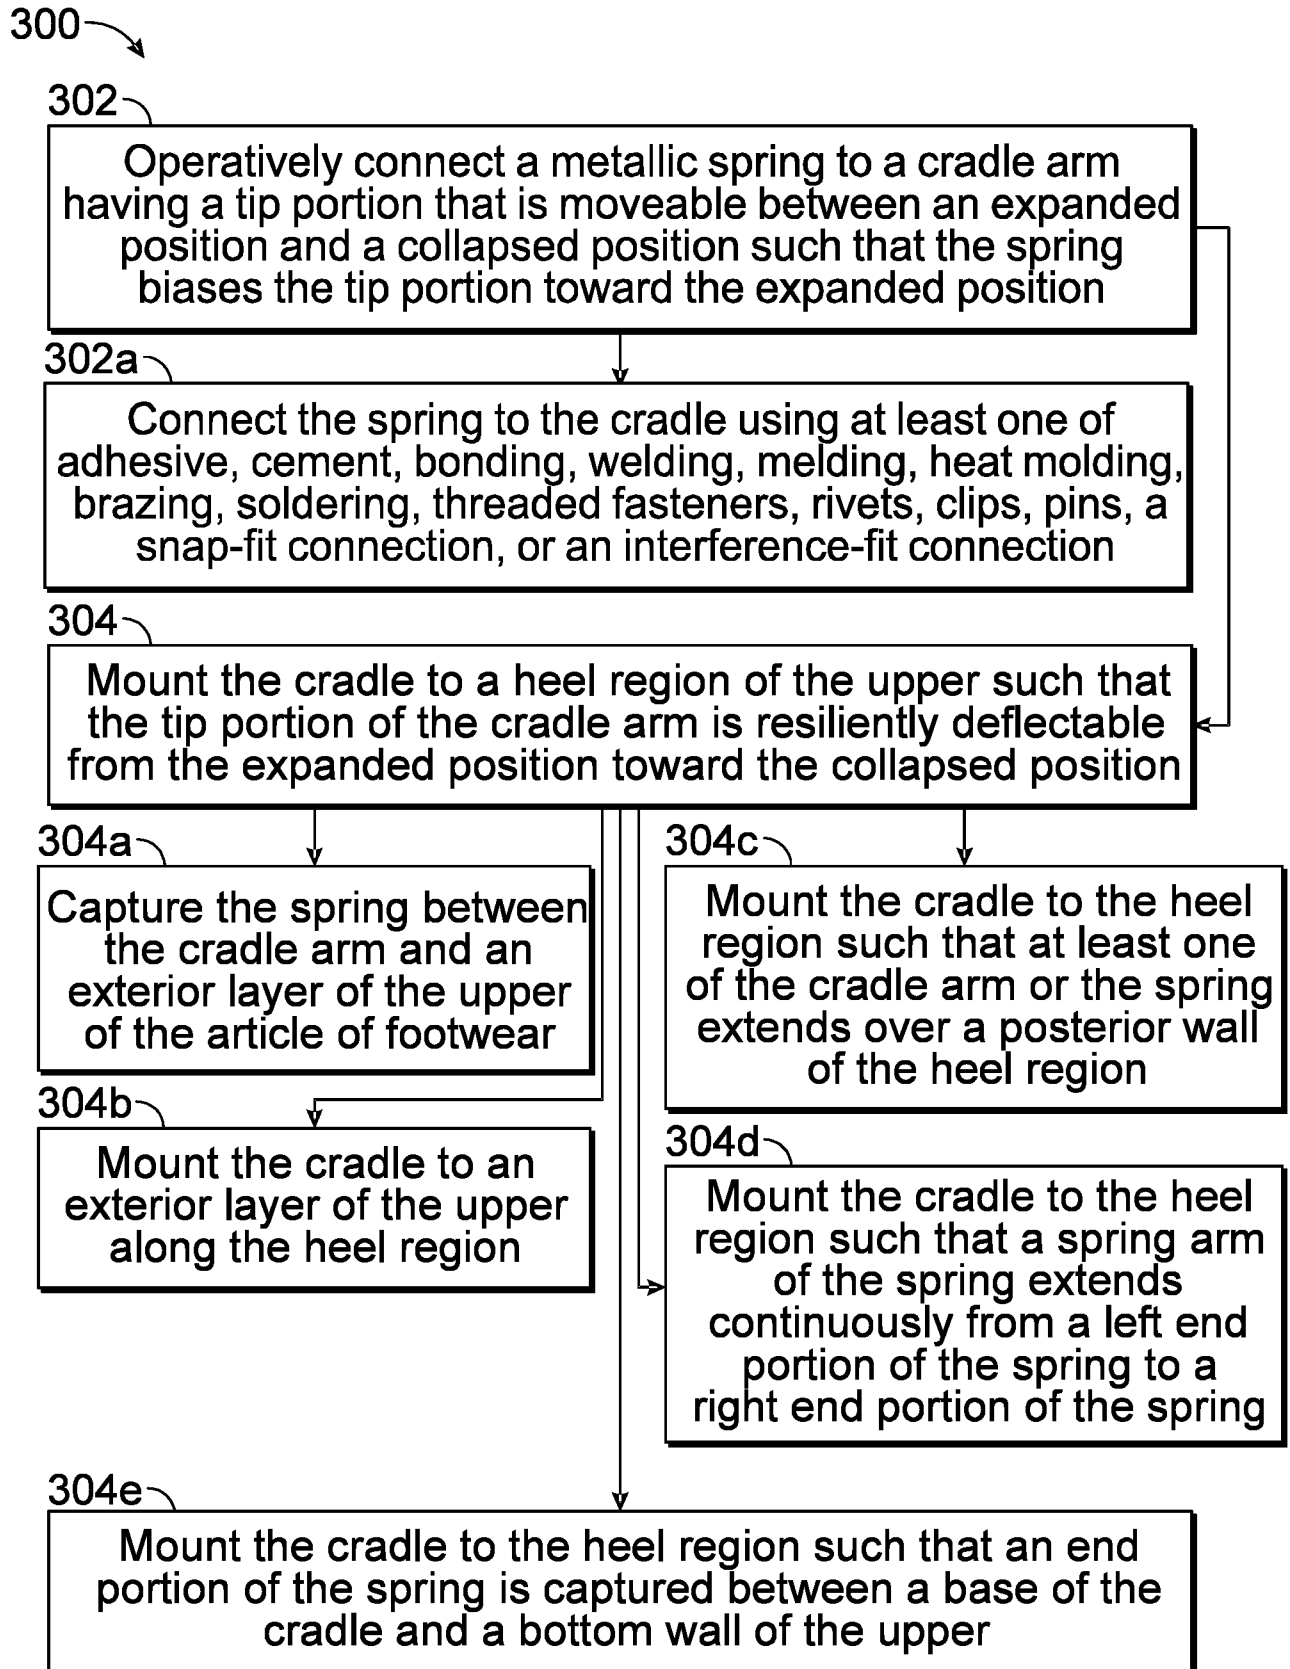 300
302
Operatively connect a metallic spring to a cradle arm
having a tip portion that is moveable between an expanded
position and a collapsed position such that the spring
biases the tip portion toward the expanded position
302a
Connect the spring to the cradle using at least one of
adhesive, cement, bonding, welding, melding, heat molding,
brazing, soldering, threaded fasteners, rivets, clips, pins, a
snap-fit connection, or an interference-fit connection
304
Mount the cradle to a heel region of the upper such that
the tip portion of the cradle arm is resiliently deflectable
from the expanded position toward the collapsed position
304a
Capture the spring between
the cradle arm and an
exterior layer of the upper
of the article of footwear
304b
Mount the cradle to an
exterior layer of the upper
along the heel region
304c
Mount the cradle to the heel
region such that at least one
of the cradle arm or the spring
extends over a posterior wall
of the heel region
304d
Mount the cradle to the heel
region such that a spring arm
of the spring extends
continuously from a left end
portion of the spring to a
right end portion of the spring
304e
Mount the cradle to the heel region such that an end
portion of the spring is captured between a base of the
cradle and a bottom wall of the upper